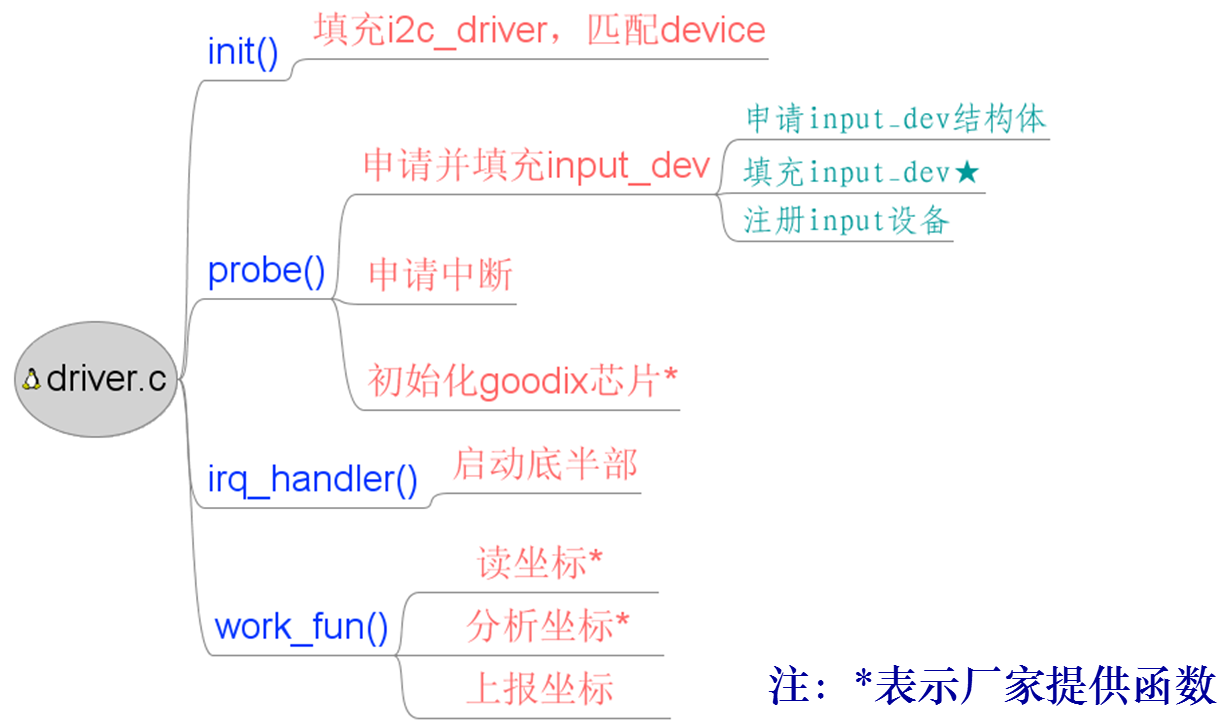 driver.c
init()
填充i2c_driver，匹配device
probe()
申请并填充input_dev
申请input_dev结构体
填充input_dev★
注册input设备
申请中断
初始化goodix芯片*
irq_handler()
启动底半部
work_fun()
读坐标*
分析坐标*
上报坐标
注：*表示厂家提供函数